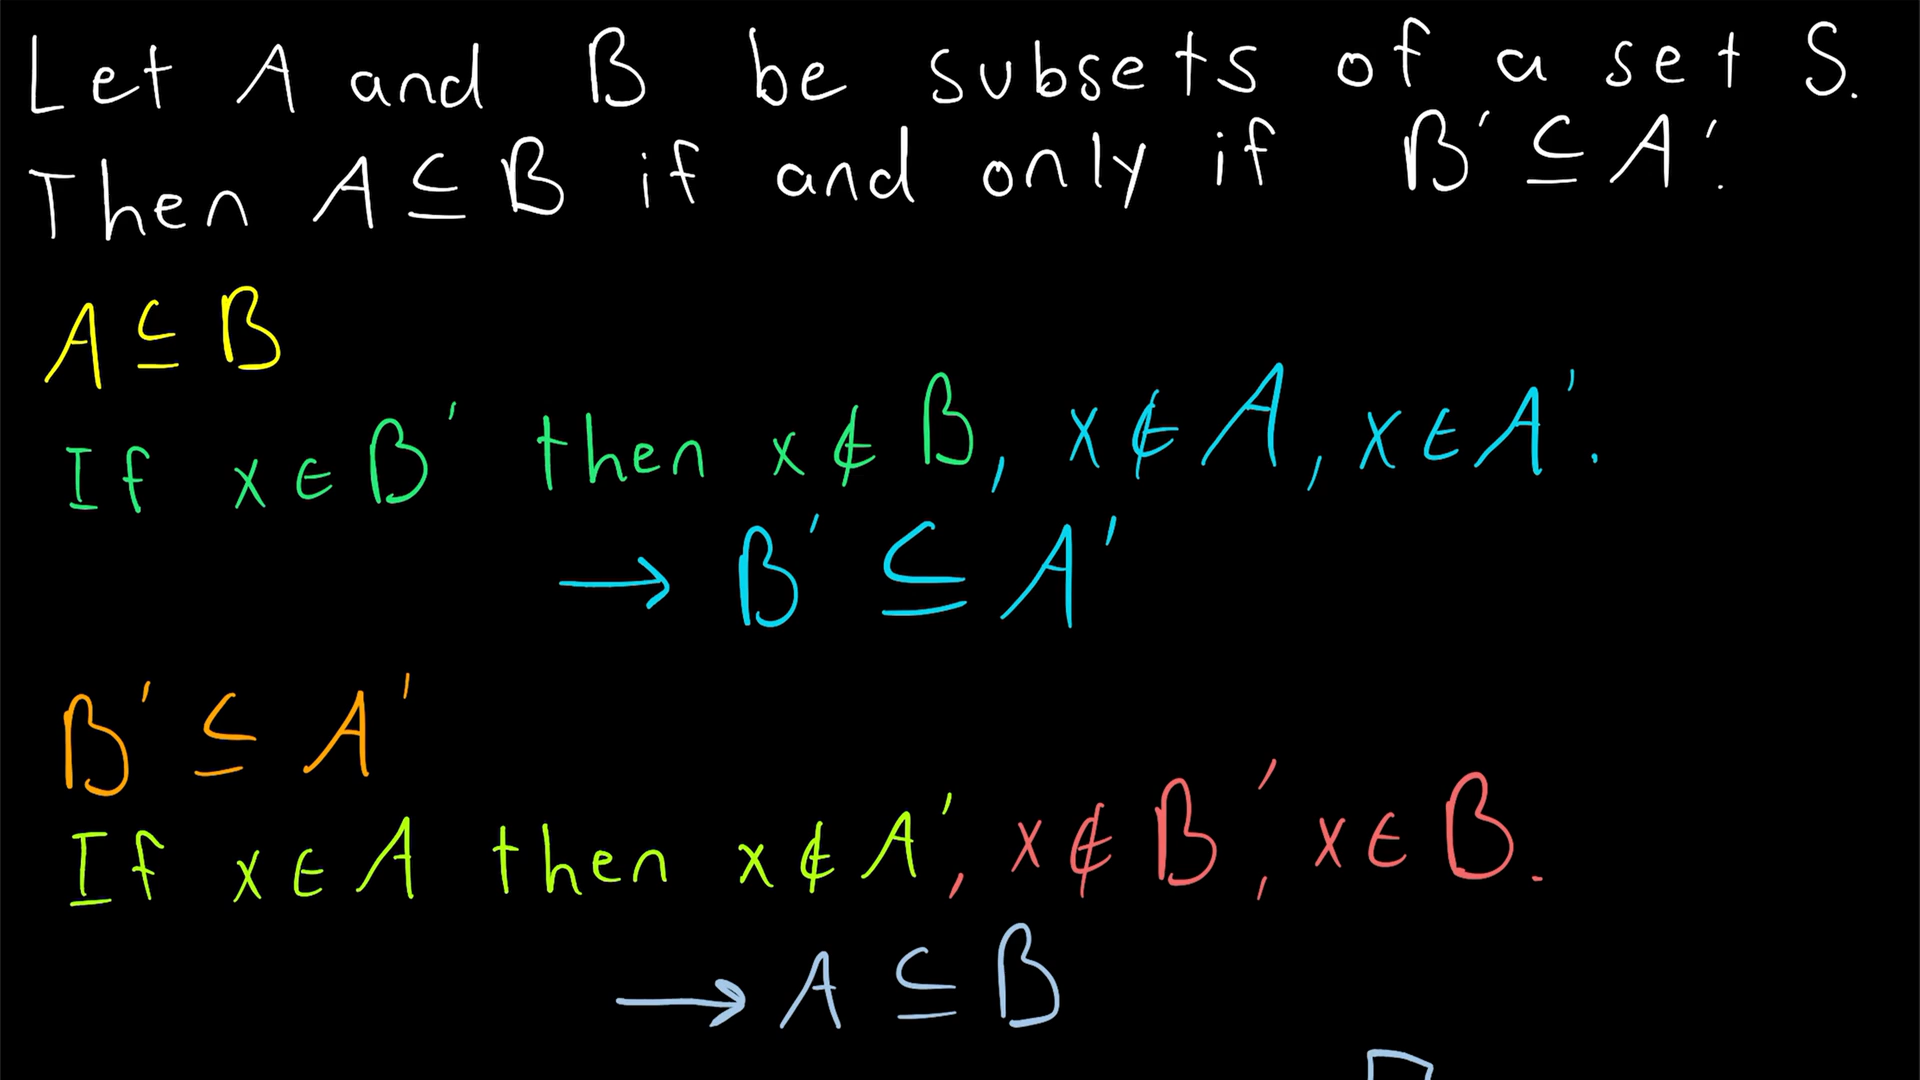 Let A and B be subsets of a set S.
Then A ⊆ B if and only if B' ⊆ A'.
A ⊆ B
If x ∈ B' then x ∉ B, x ∉ A, x ∈ A'.
→ B' ⊆ A'
B' ⊆ A'
If x ∈ A then x ∉ A', x ∉ B', x ∈ B.
→ A ⊆ B